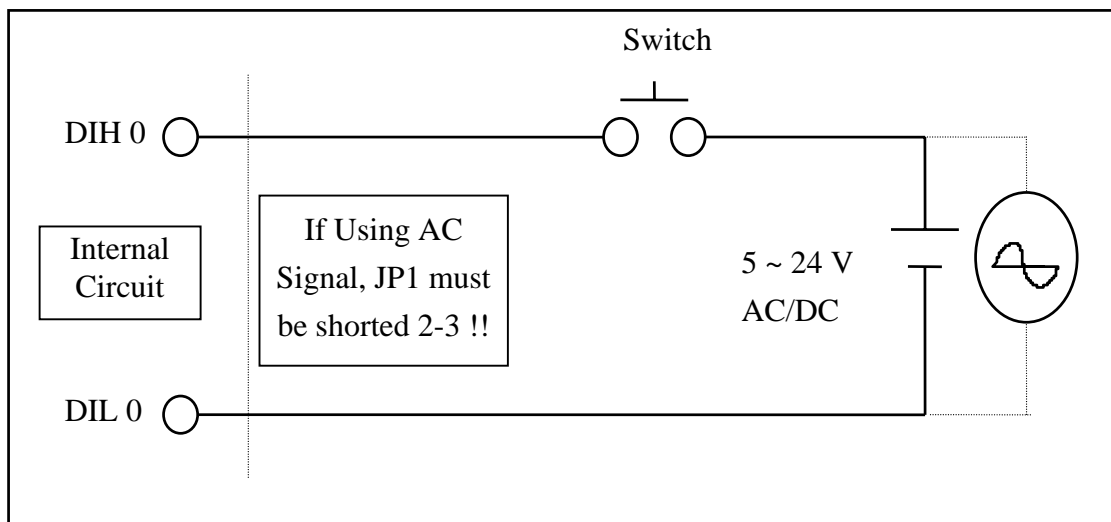 Switch
DIH 0
If Using AC
Signal, JP1 must
be shorted 2-3 !!
Internal
Circuit
5 ~ 24 V
AC/DC
DIL 0